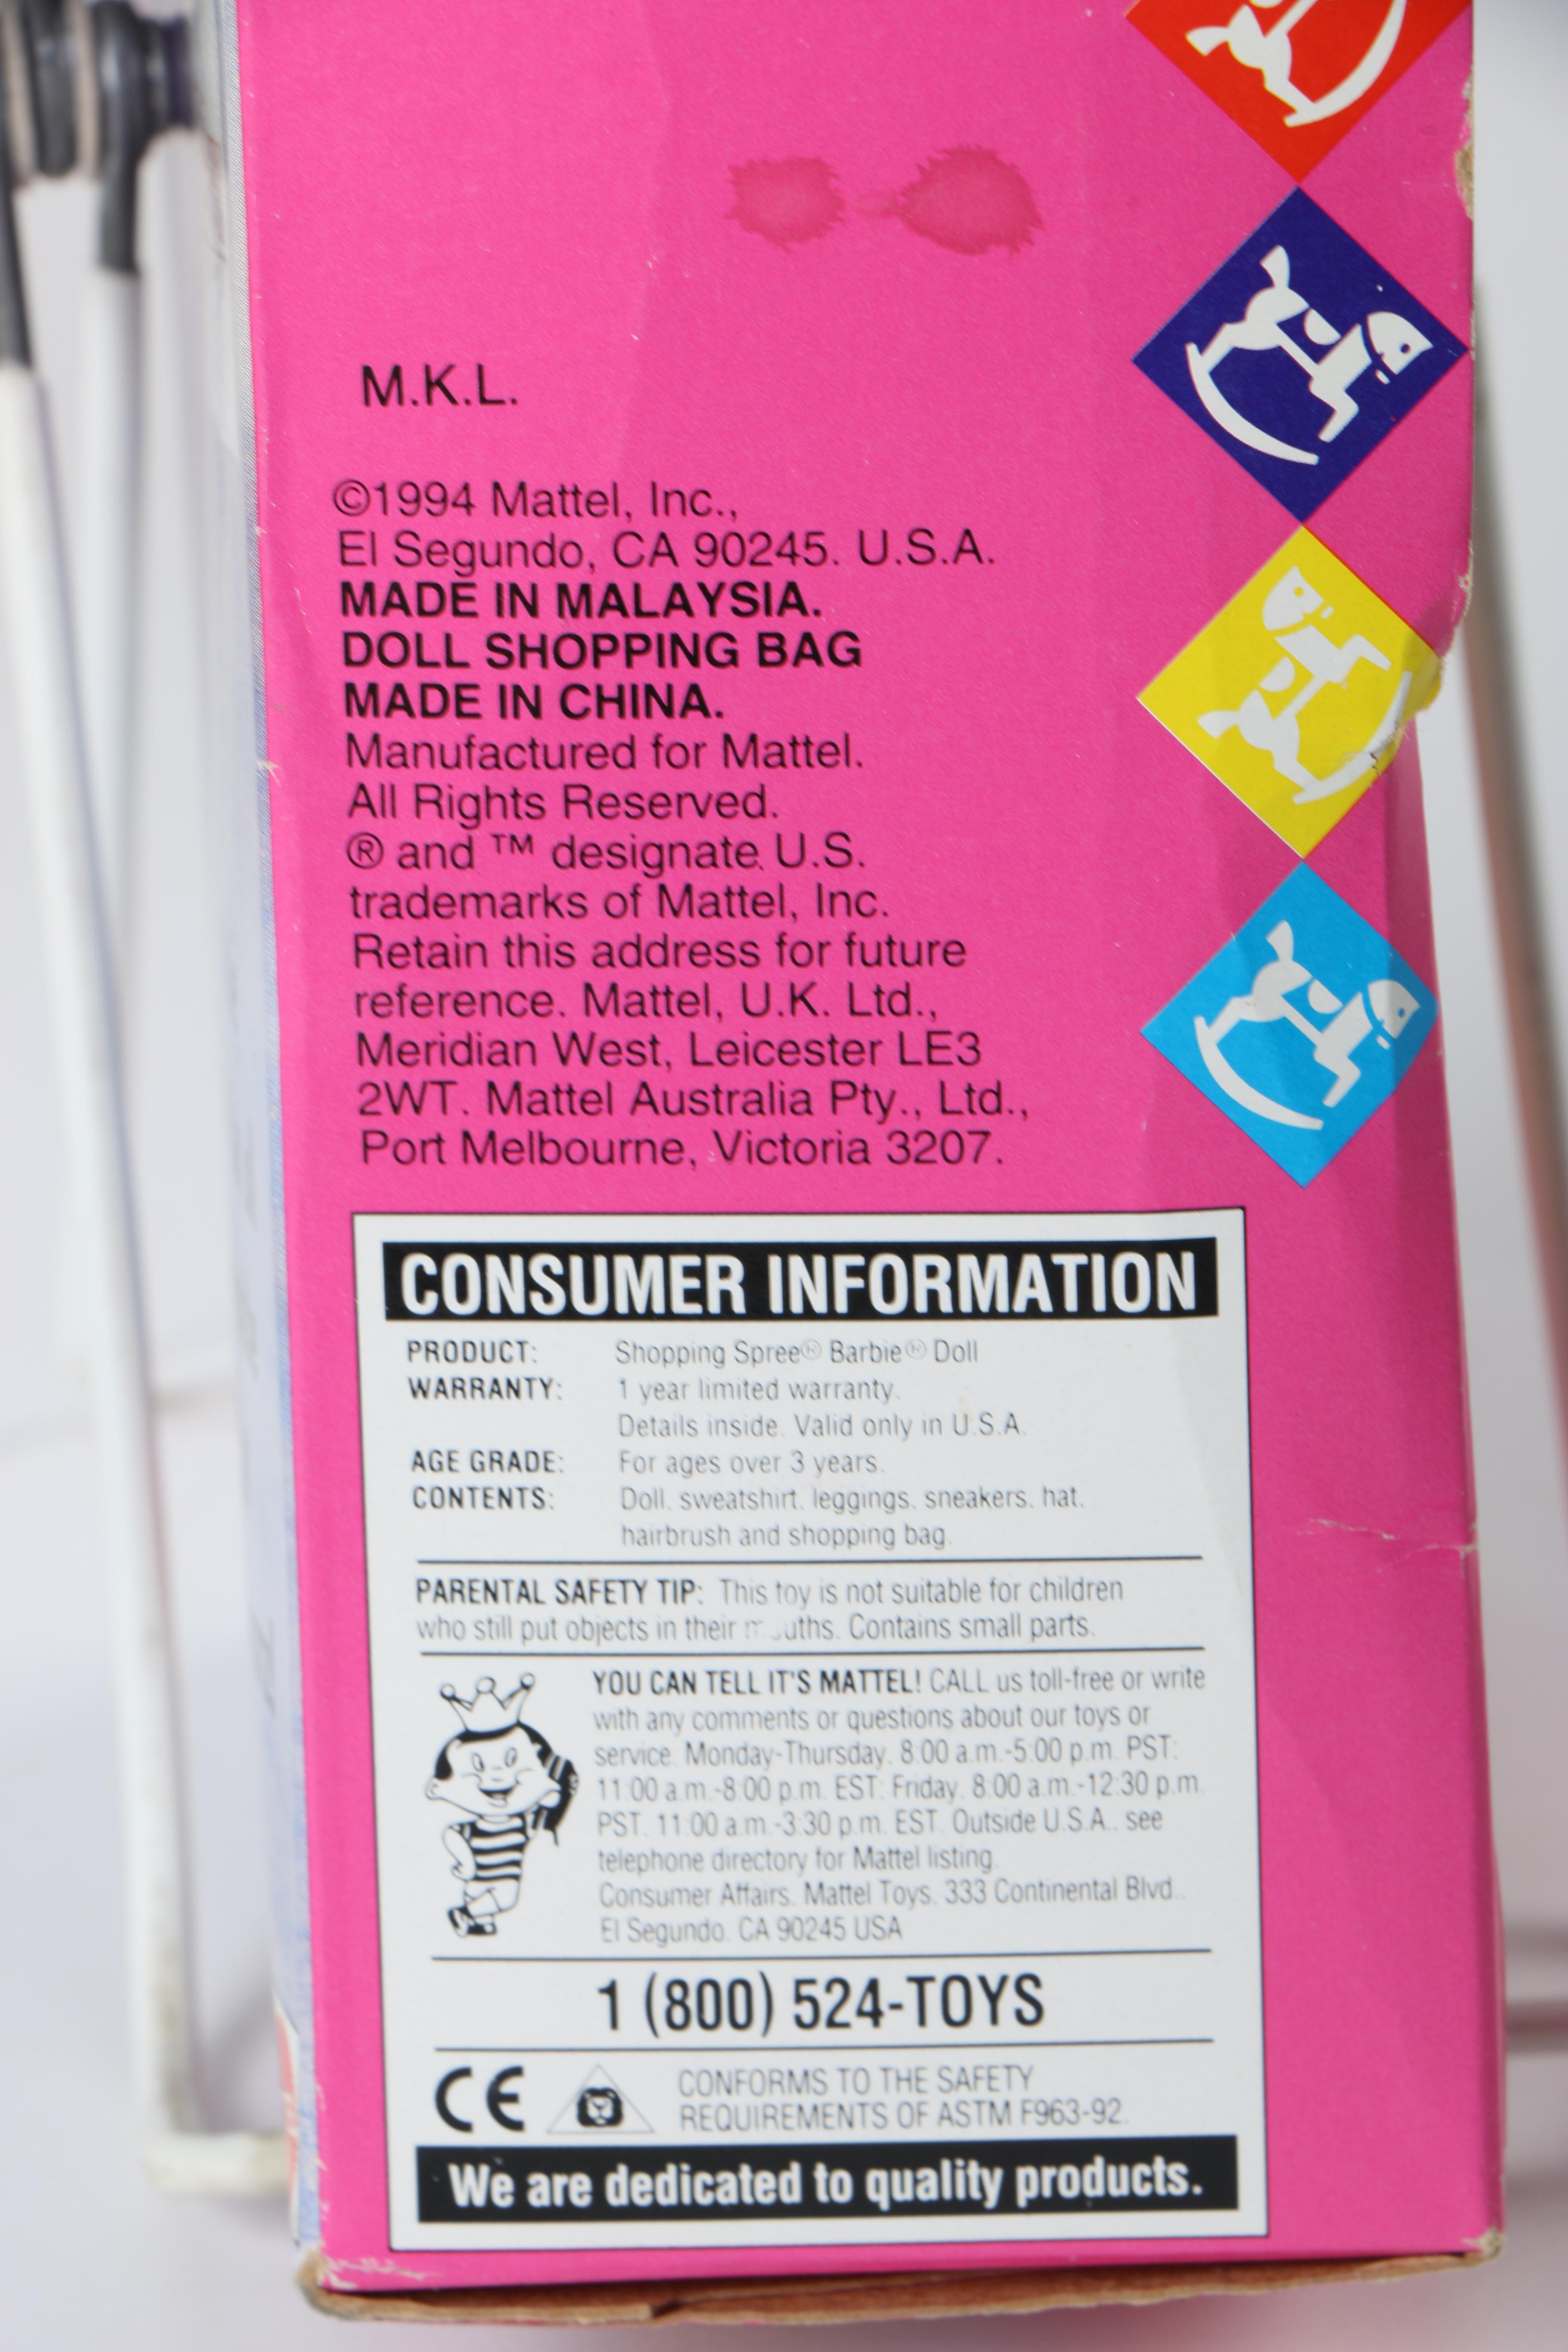 M.K.L.
©1994 Mattel, Inc.,
El Segundo, CA 90245. U.S.A.
MADE IN MALAYSIA.
DOLL SHOPPING BAG
MADE IN CHINA.
Manufactured for Mattel.
All Rights Reserved.
® and ™ designate U.S.
trademarks of Mattel, Inc.
Retain this address for future
reference. Mattel, U.K. Ltd.,
Meridian West, Leicester LE3
2WT. Mattel Australia Pty., Ltd.,
Port Melbourne, Victoria 3207.
CONSUMER INFORMATION
PRODUCT: Shopping Spree® Barbie® Doll
WARRANTY: 1 year limited warranty.
Details inside. Valid only in U.S.A.
AGE GRADE: For ages over 3 years.
CONTENTS: Doll, sweatshirt, leggings, sneakers, hat,
hairbrush and shopping bag.
PARENTAL SAFETY TIP: This toy is not suitable for children
who still put objects in their mouths. Contains small parts.
YOU CAN TELL IT'S MATTEL! CALL us toll-free or write
with any comments or questions about our toys or
service. Monday-Thursday, 8:00 a.m.-5:00 p.m. PST:
11:00 a.m.-8:00 p.m. EST: Friday, 8:00 a.m.-12:30 p.m.
PST, 11:00 a.m.-3:30 p.m. EST. Outside U.S.A., see
telephone directory for Mattel listing.
Consumer Affairs, Mattel Toys, 333 Continental Blvd.,
El Segundo, CA 90245 USA
1 (800) 524-TOYS
CE CONFORMS TO THE SAFETY
REQUIREMENTS OF ASTM F963-92.
We are dedicated to quality products.